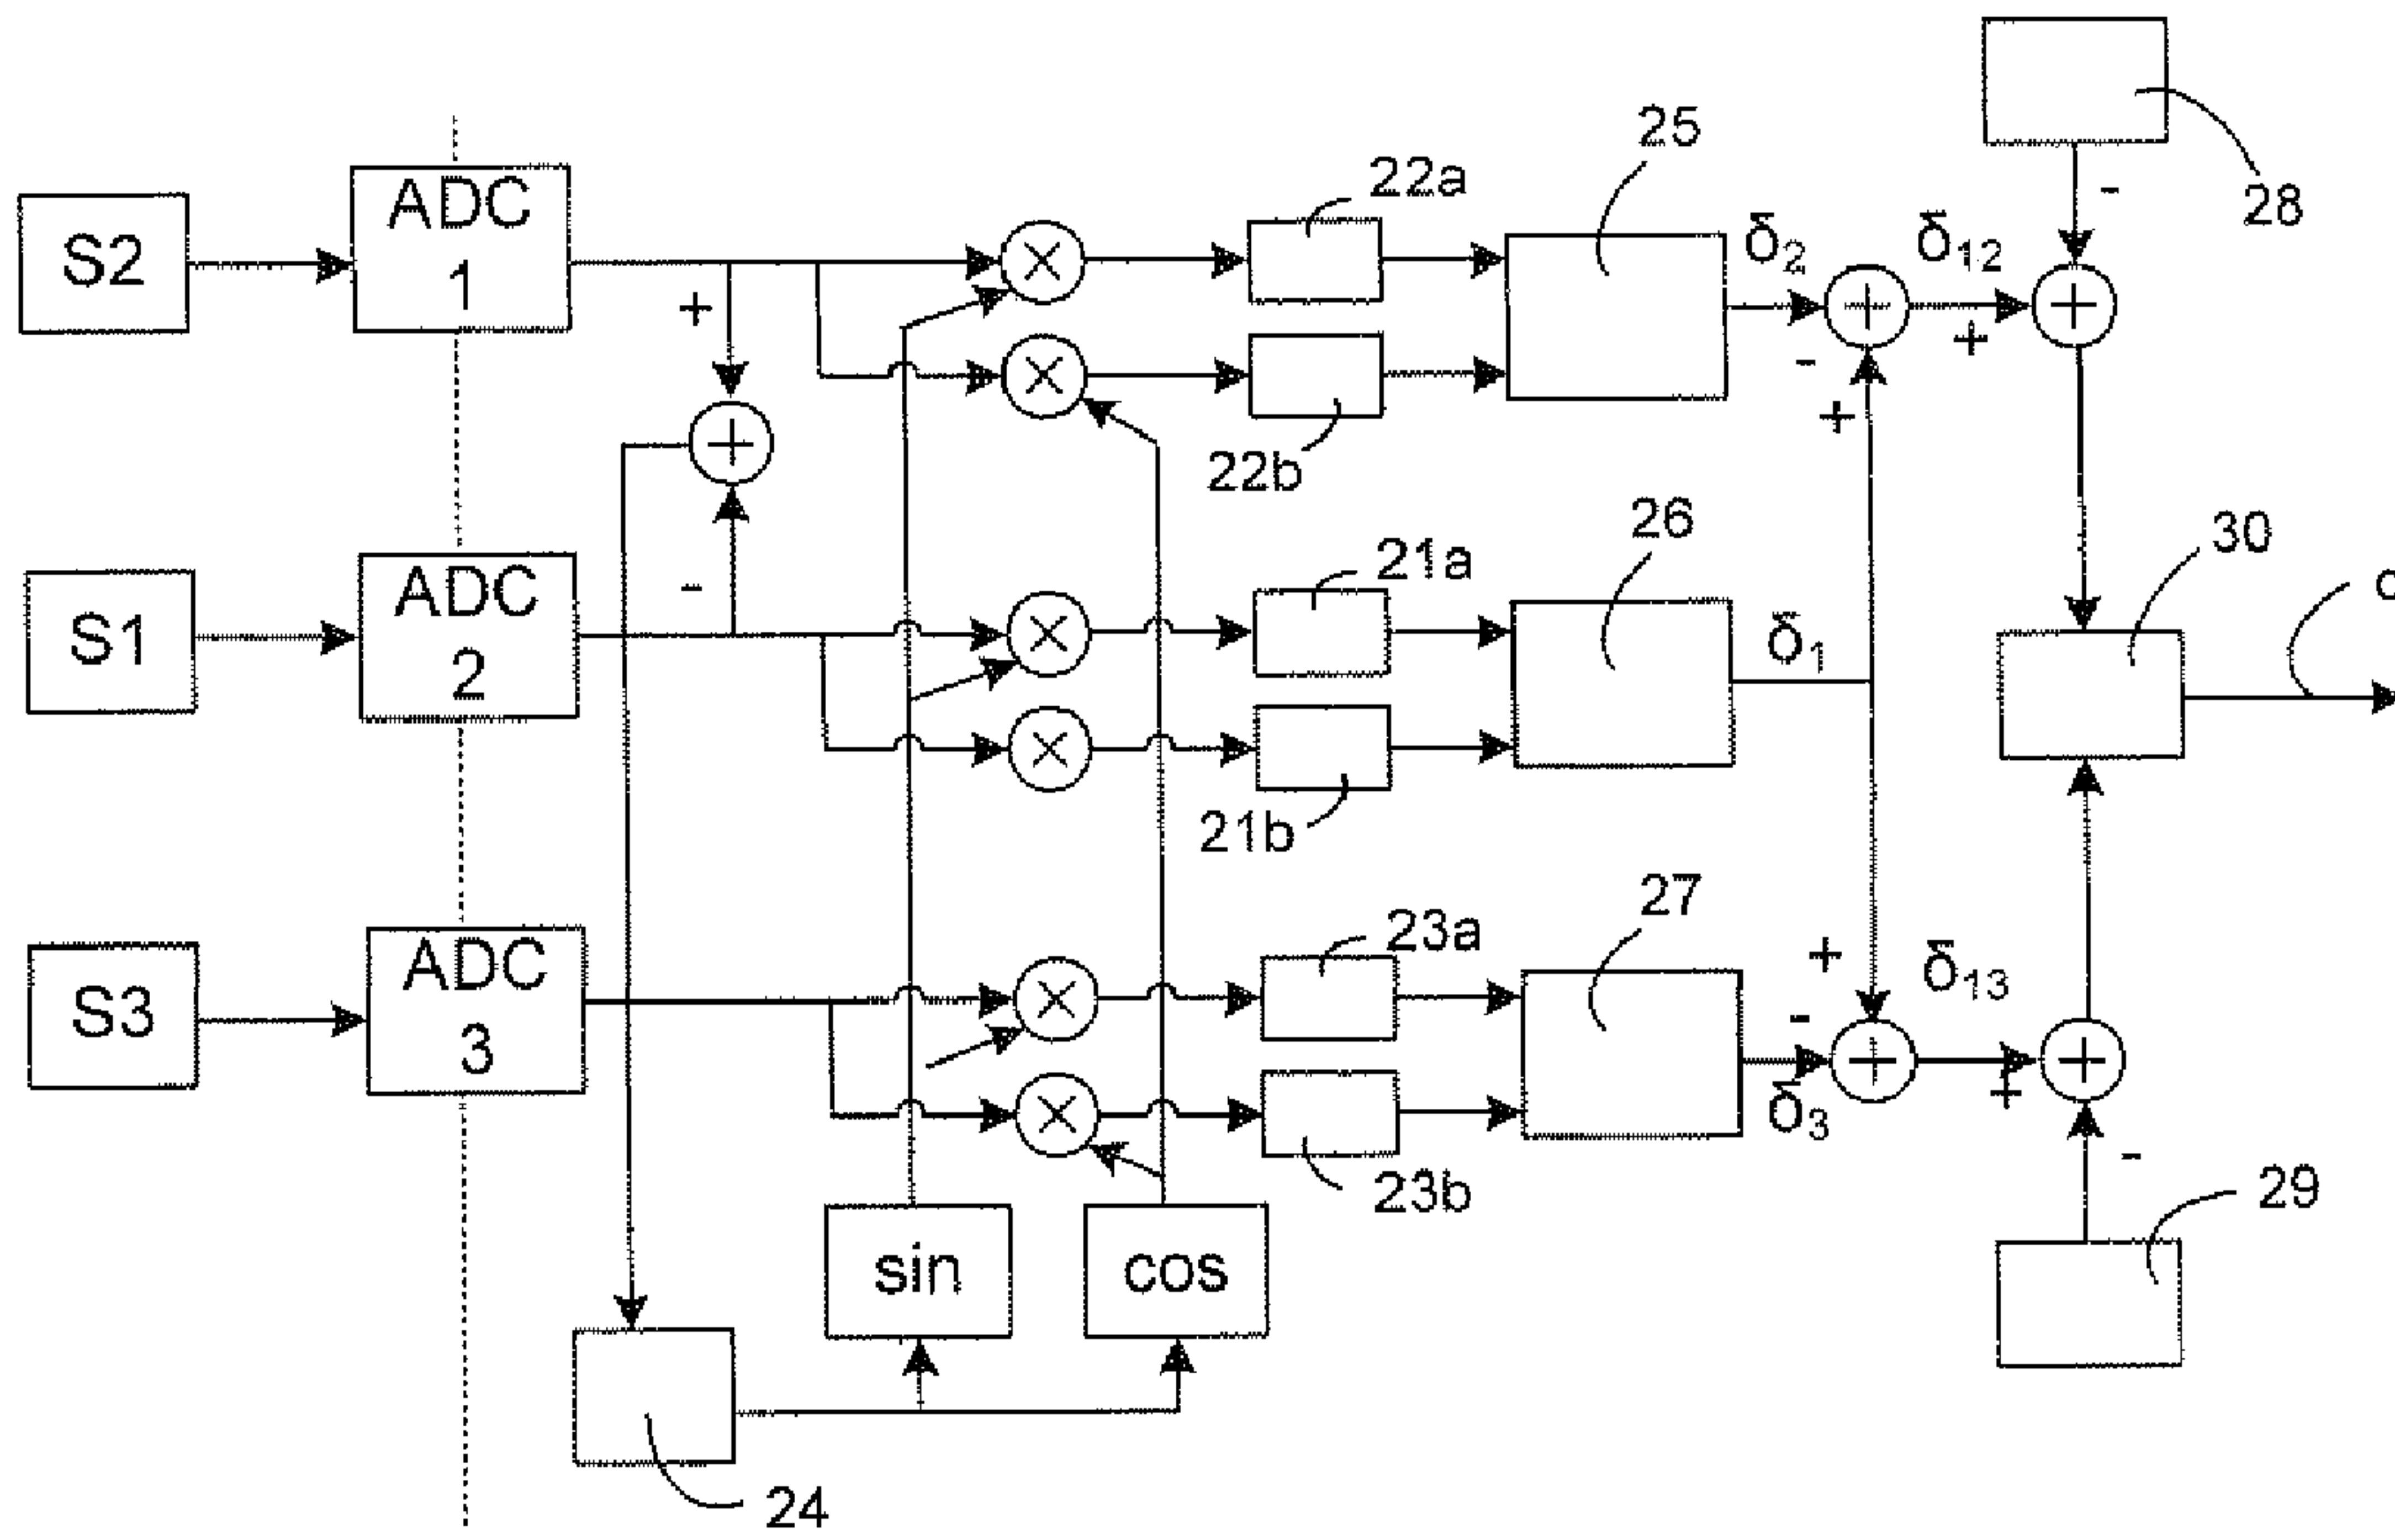 28
25
22a
ADC
1
S2
δ2
δ12
-
+
-
+
+
22b
26
30
21a
ADC
2
S1
-
δ1
21b
27
23a
ADC
3
S3
+
-
δ13
+
δ3
23b
-
29
sin
cos
24